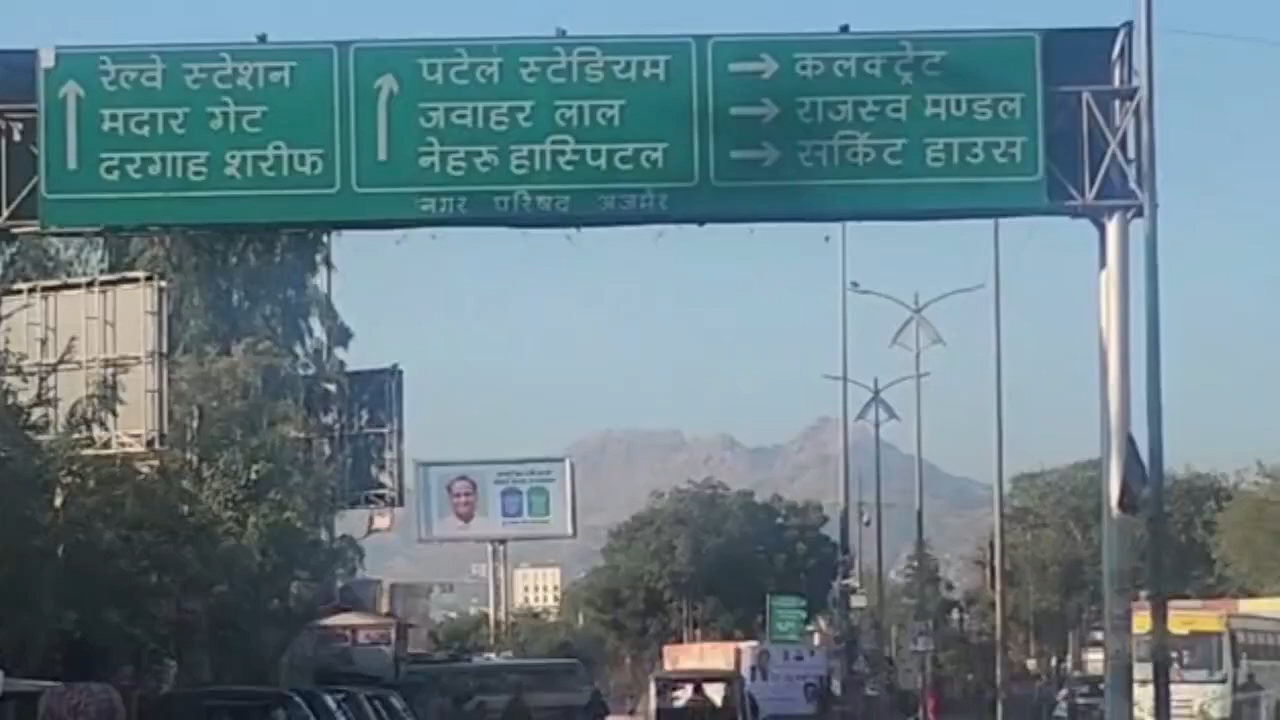 रेल्वे स्टेशन
मदार गेट
दरगाह शरीफ
पटेल स्टेडियम
जवाहर लाल
नेहरू हास्पिटल
कलक्ट्रेट
राजस्व मण्डल
सर्किट हाउस
नगर परिषद अजमेर